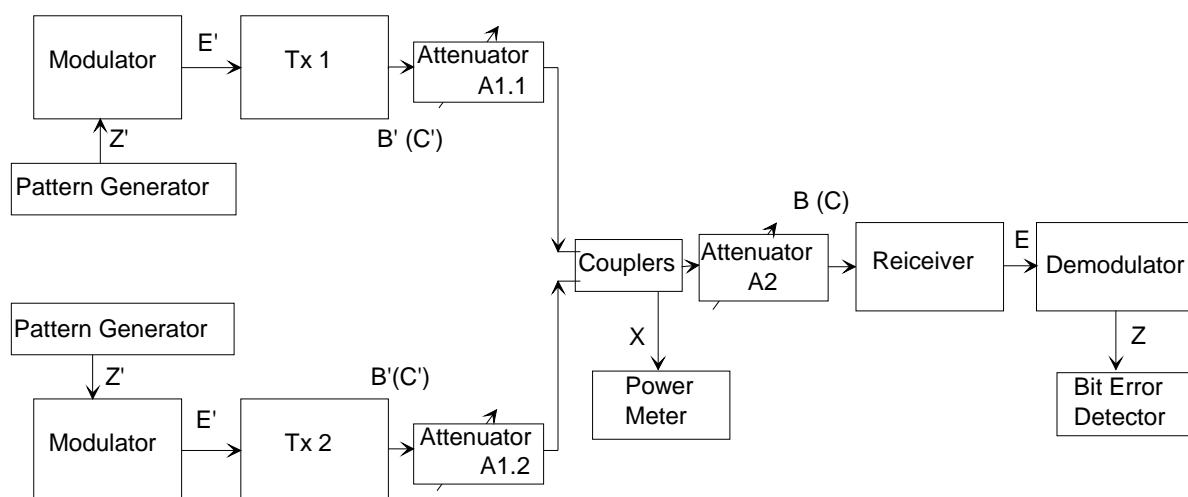 Modulator
E'
Tx 1
Attenuator
A1.1
Z'
B' (C')
Pattern Generator
B (C)
Couplers
Attenuator
A2
Reiceiver
E
Demodulator
X
Z
Power
Meter
Bit Error
Detector
Pattern Generator
Z'
B'(C')
Modulator
E'
Tx 2
Attenuator
A1.2